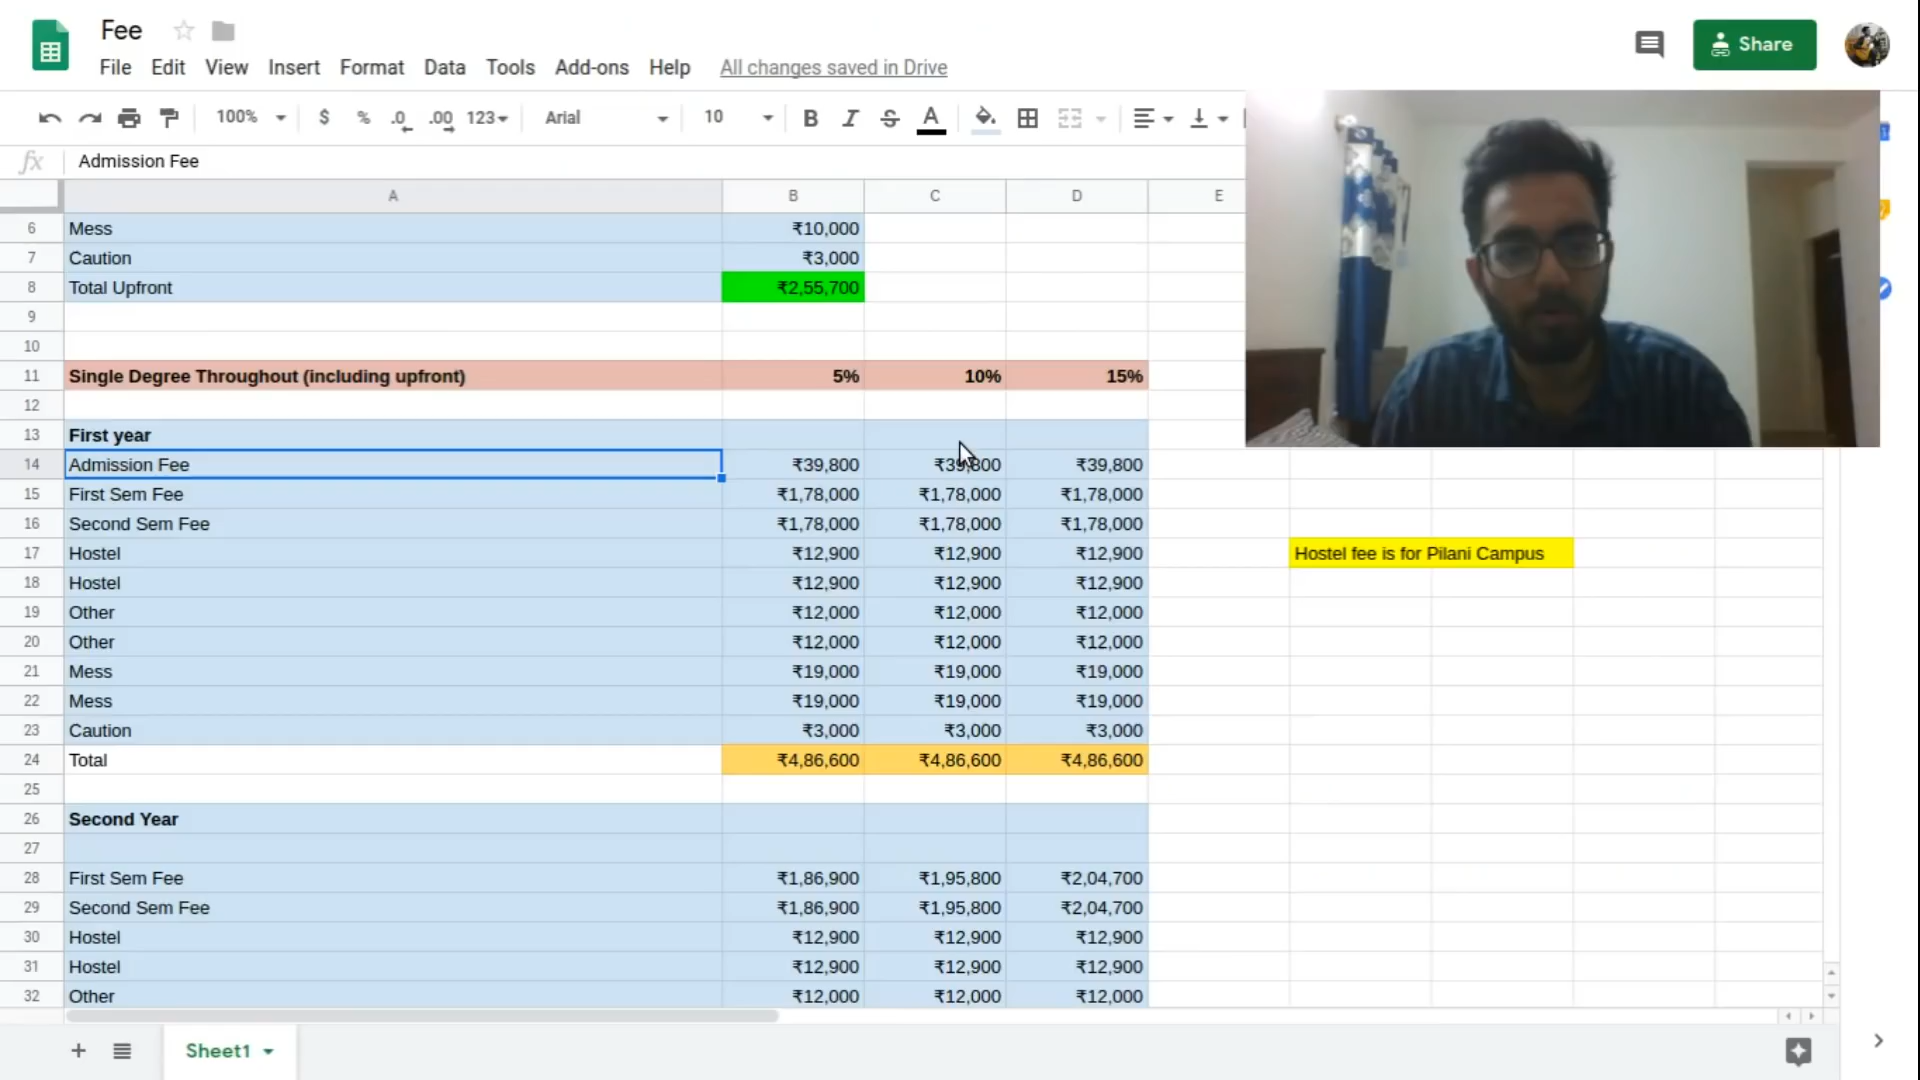 Fee
File Edit View Insert Format Data Tools Add-ons Help All changes saved in Drive
Share
100% $ % .0 .00 123 Arial 10 B I S A
fx Admission Fee
A B C D E
6 Mess ₹10,000
7 Caution ₹3,000
8 Total Upfront ₹2,55,700
9
10
11 Single Degree Throughout (including upfront) 5% 10% 15%
12
13 First year
14 Admission Fee ₹39,800 ₹39,800 ₹39,800
15 First Sem Fee ₹1,78,000 ₹1,78,000 ₹1,78,000
16 Second Sem Fee ₹1,78,000 ₹1,78,000 ₹1,78,000
17 Hostel ₹12,900 ₹12,900 ₹12,900 Hostel fee is for Pilani Campus
18 Hostel ₹12,900 ₹12,900 ₹12,900
19 Other ₹12,000 ₹12,000 ₹12,000
20 Other ₹12,000 ₹12,000 ₹12,000
21 Mess ₹19,000 ₹19,000 ₹19,000
22 Mess ₹19,000 ₹19,000 ₹19,000
23 Caution ₹3,000 ₹3,000 ₹3,000
24 Total ₹4,86,600 ₹4,86,600 ₹4,86,600
25
26 Second Year
27
28 First Sem Fee ₹1,86,900 ₹1,95,800 ₹2,04,700
29 Second Sem Fee ₹1,86,900 ₹1,95,800 ₹2,04,700
30 Hostel ₹12,900 ₹12,900 ₹12,900
31 Hostel ₹12,900 ₹12,900 ₹12,900
32 Other ₹12,000 ₹12,000 ₹12,000
Sheet1